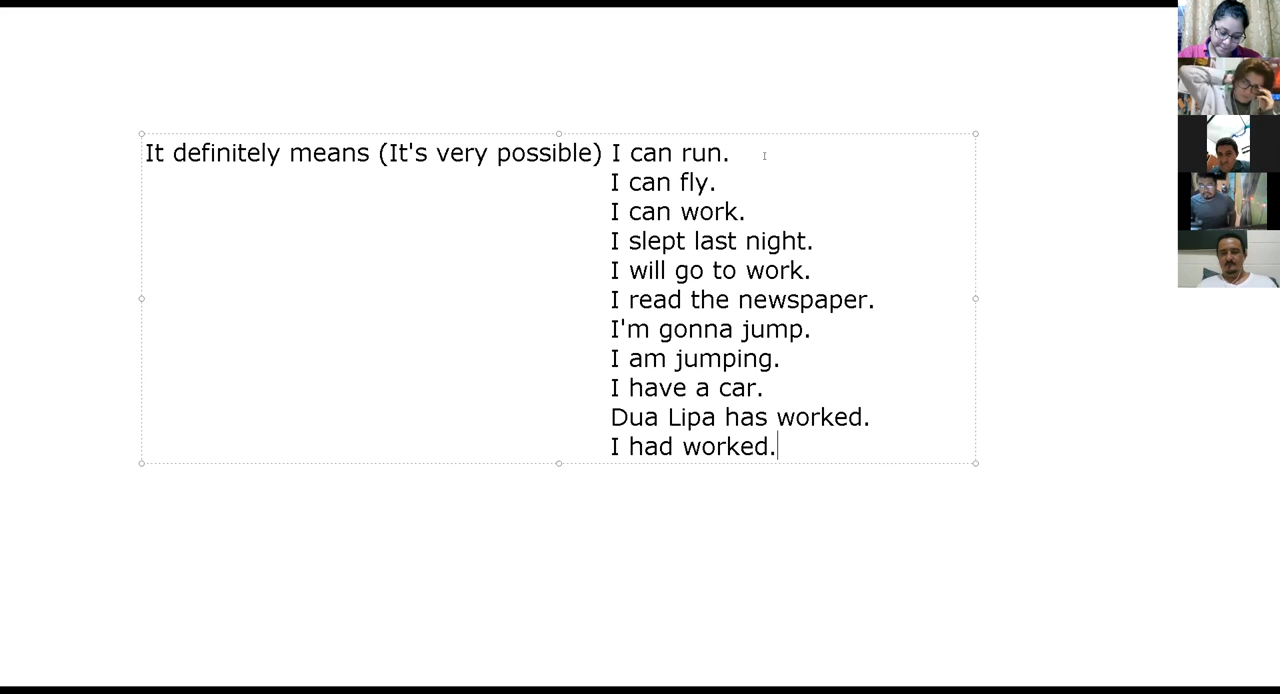 It definitely means (It's very possible) I can run.
I can fly.
I can work.
I slept last night.
I will go to work.
I read the newspaper.
I'm gonna jump.
I am jumping.
I have a car.
Dua Lipa has worked.
I had worked.